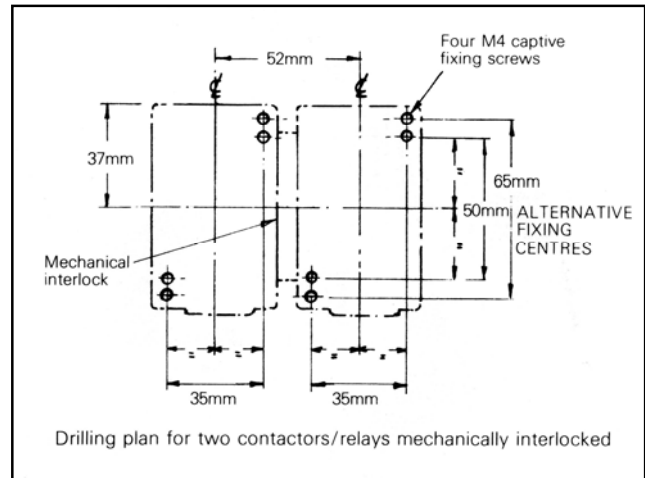 52mm
Four M4 captive
fixing screws
37mm
65mm
50mm
ALTERNATIVE
FIXING
CENTRES
Mechanical
interlock
35mm
35mm
Drilling plan for two contactors/relays mechanically interlocked